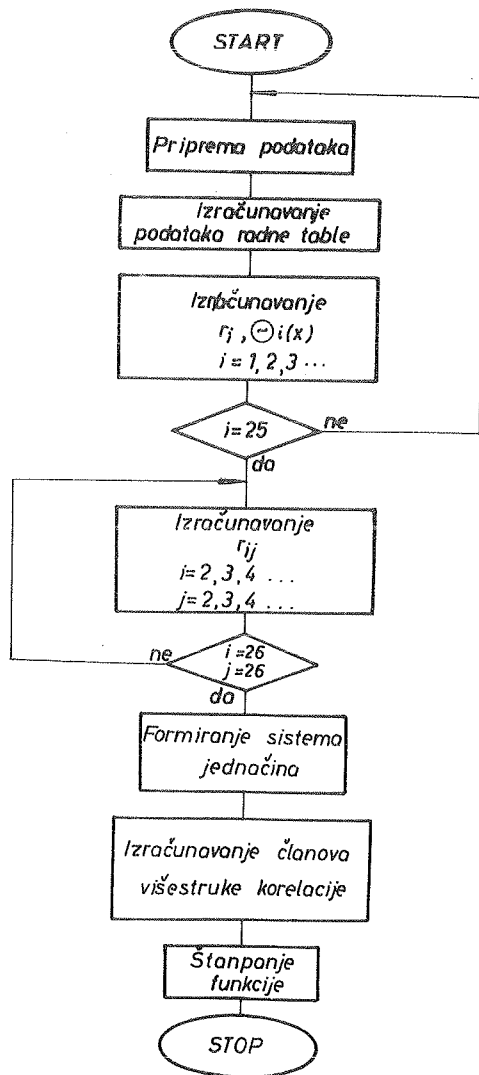 START
Priprema podataka
Izračunavanje
podataka radne table
Izračunavanje
rj , Θi(x)
i = 1, 2, 3 ...
i=25
ne
da
Izračunavanje
rij
i=2, 3, 4 ...
j=2, 3, 4 ...
ne
i=26
j=26
da
Formiranje sistema
jednačina
Izračunavanje članova
višestruke korelacije
Štanpanje
funkcije
STOP